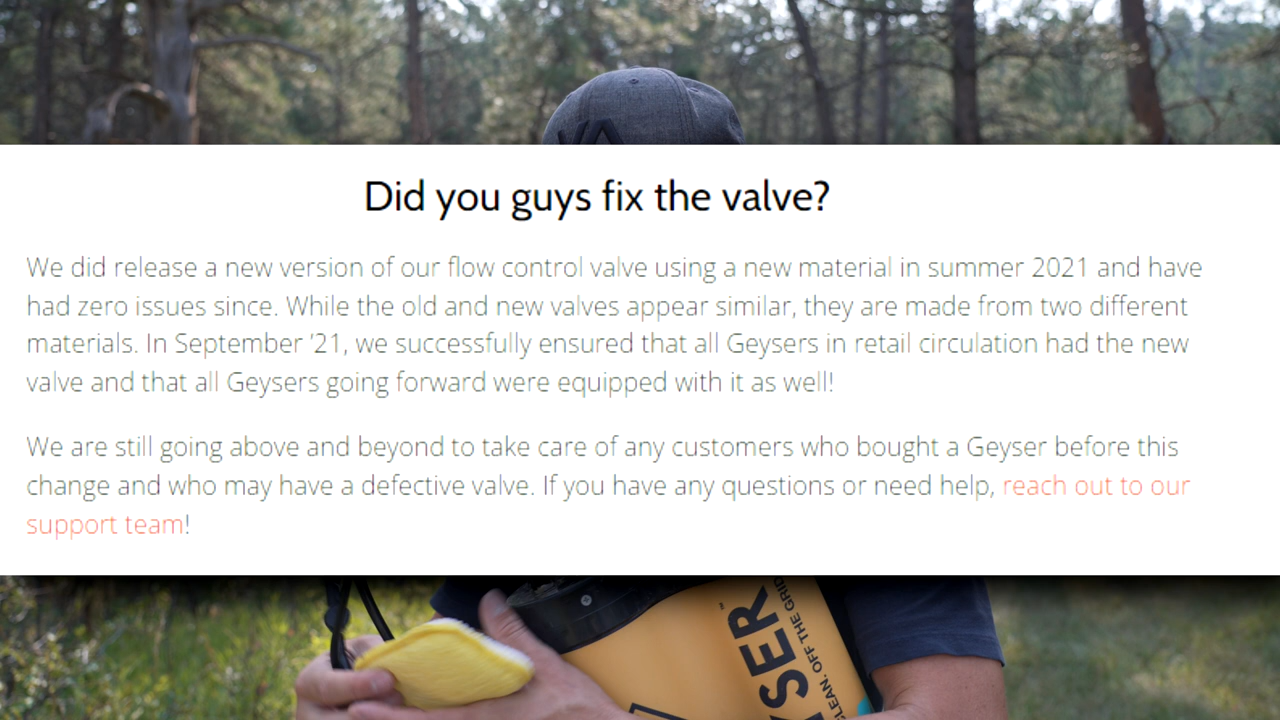 Did you guys fix the valve?
We did release a new version of our flow control valve using a new material in summer 2021 and have
had zero issues since. While the old and new valves appear similar, they are made from two different
materials. In September ‘21, we successfully ensured that all Geysers in retail circulation had the new
valve and that all Geysers going forward were equipped with it as well!
We are still going above and beyond to take care of any customers who bought a Geyser before this
change and who may have a defective valve. If you have any questions or need help, reach out to our
support team!
SER™
CLEAN. OFF THE GRID